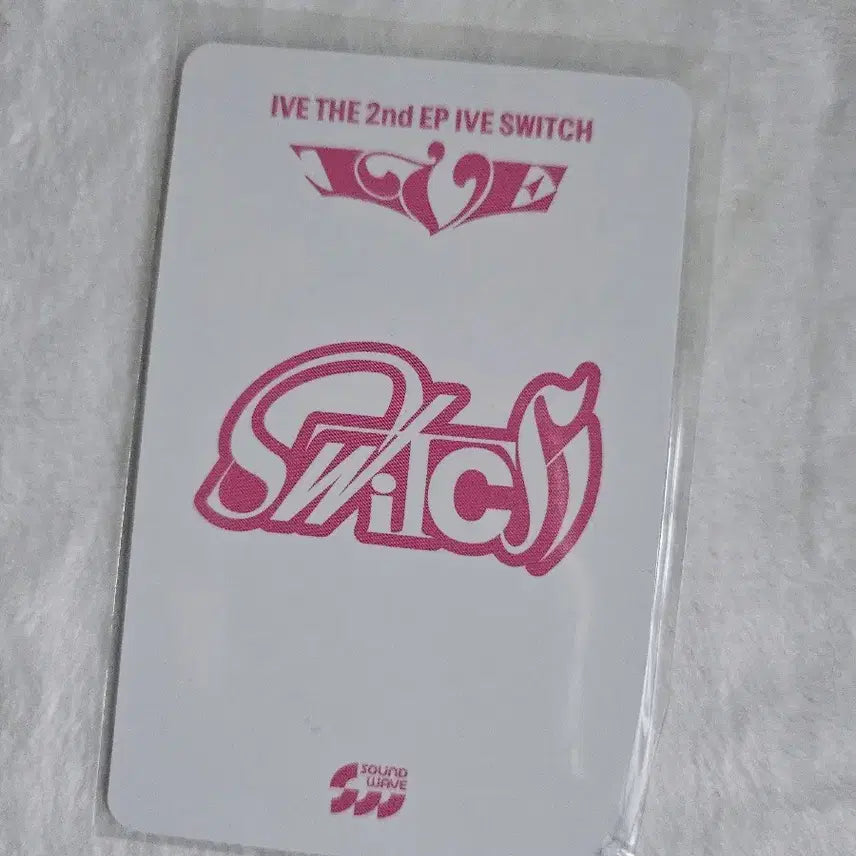 IVE THE 2nd EP IVE SWITCH
IVE
SWitCH
SOUND
WAVE